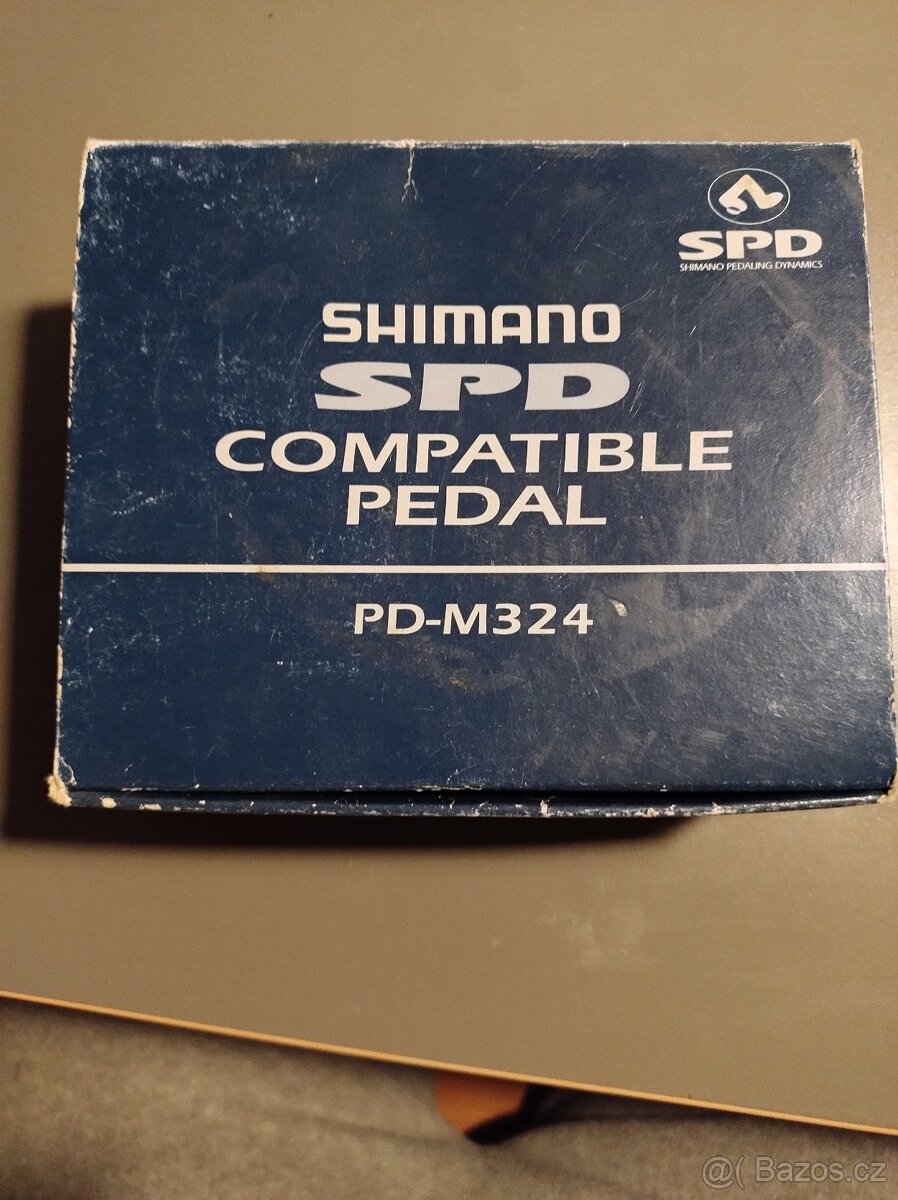 SPD
SHIMANO PEDALING DYNAMICS
SHIMANO
SPD
COMPATIBLE
PEDAL
PD-M324
@( Bazos.cz